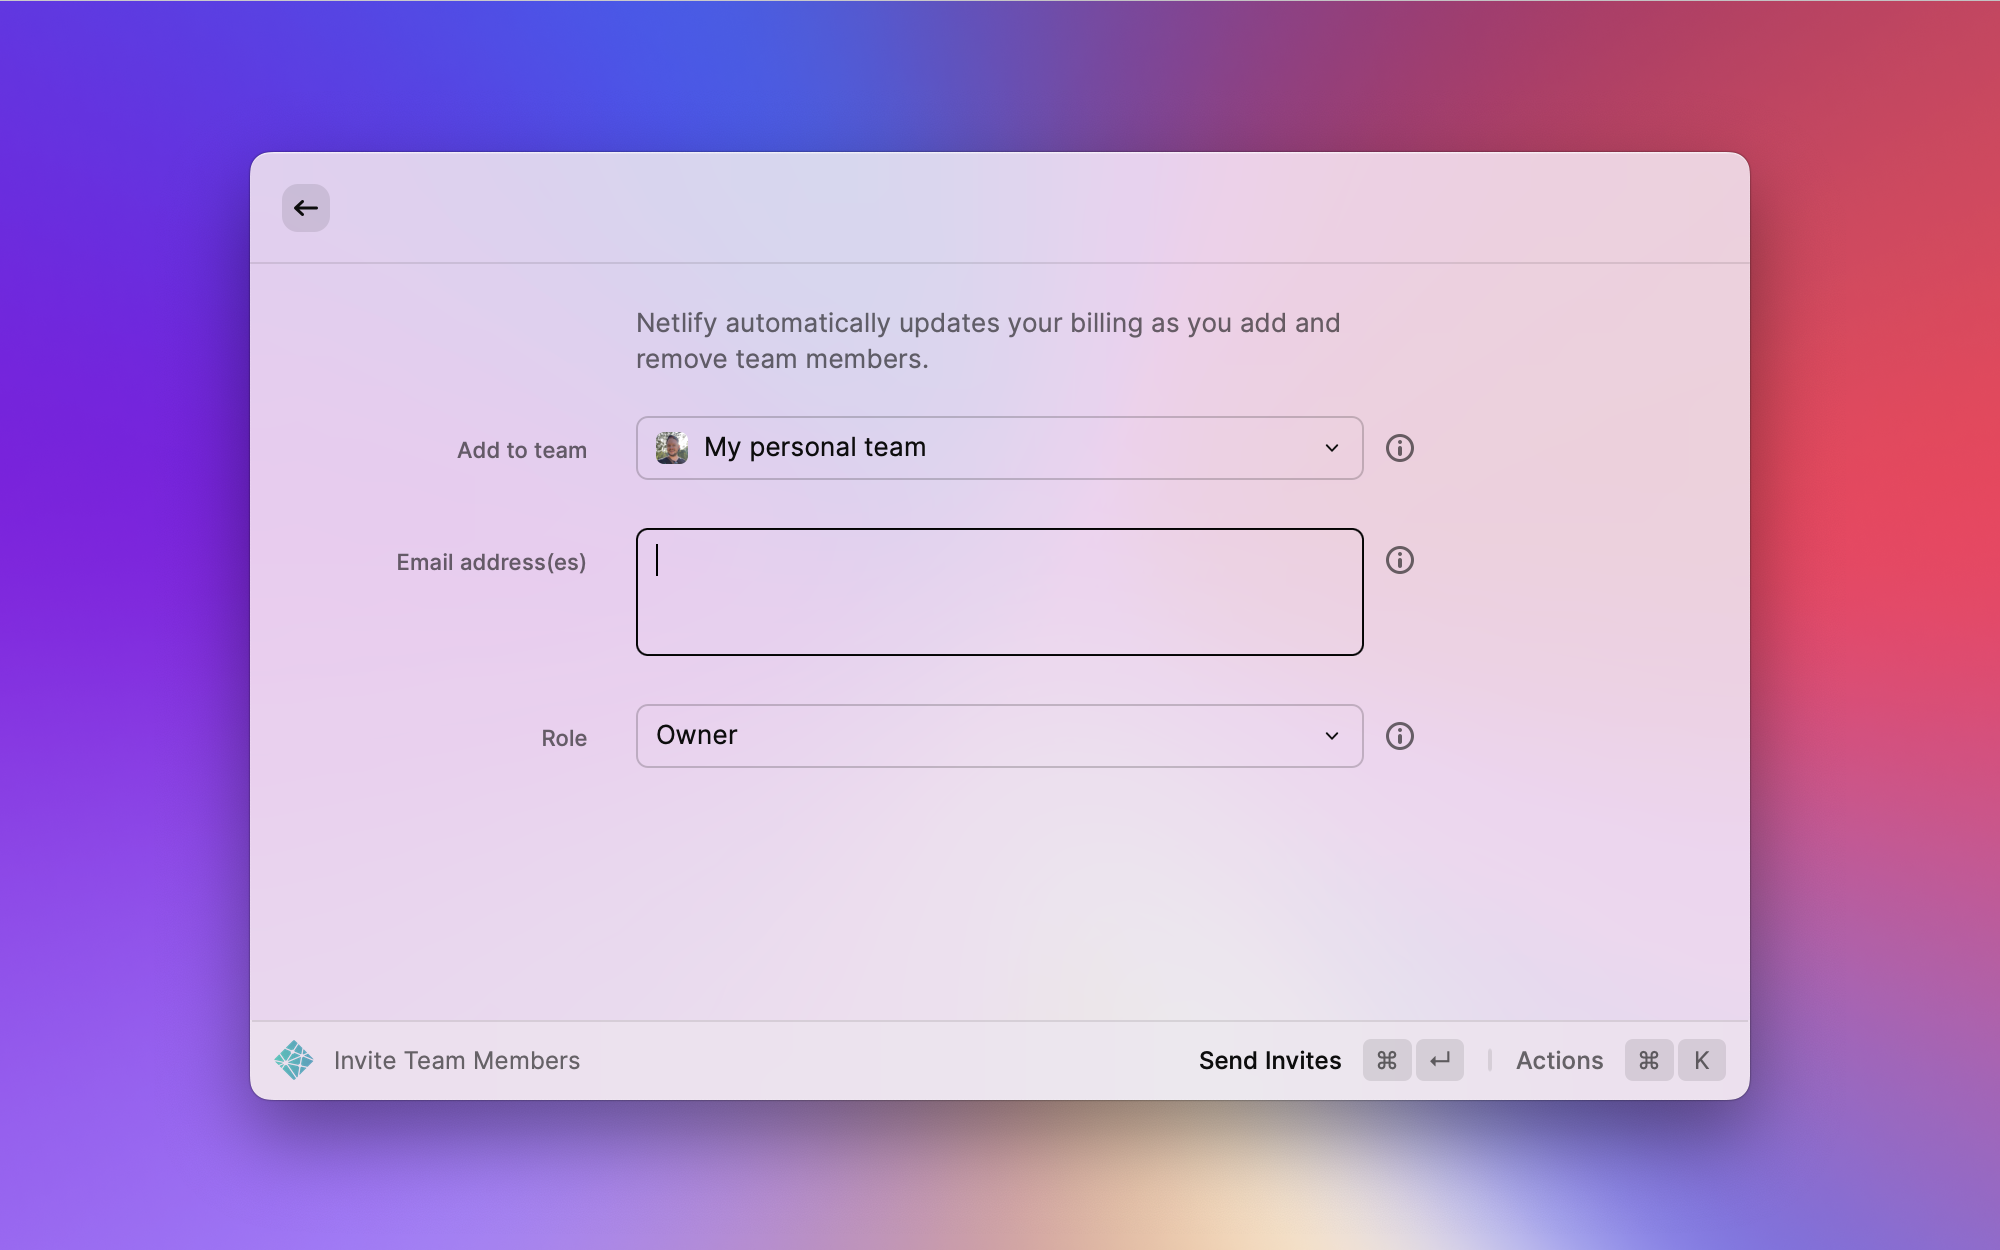 Netlify automatically updates your billing as you add and
remove team members.
Add to team
My personal team
Email address(es)
Role
Owner
Invite Team Members
Send Invites ⌘ ↵
Actions ⌘ K